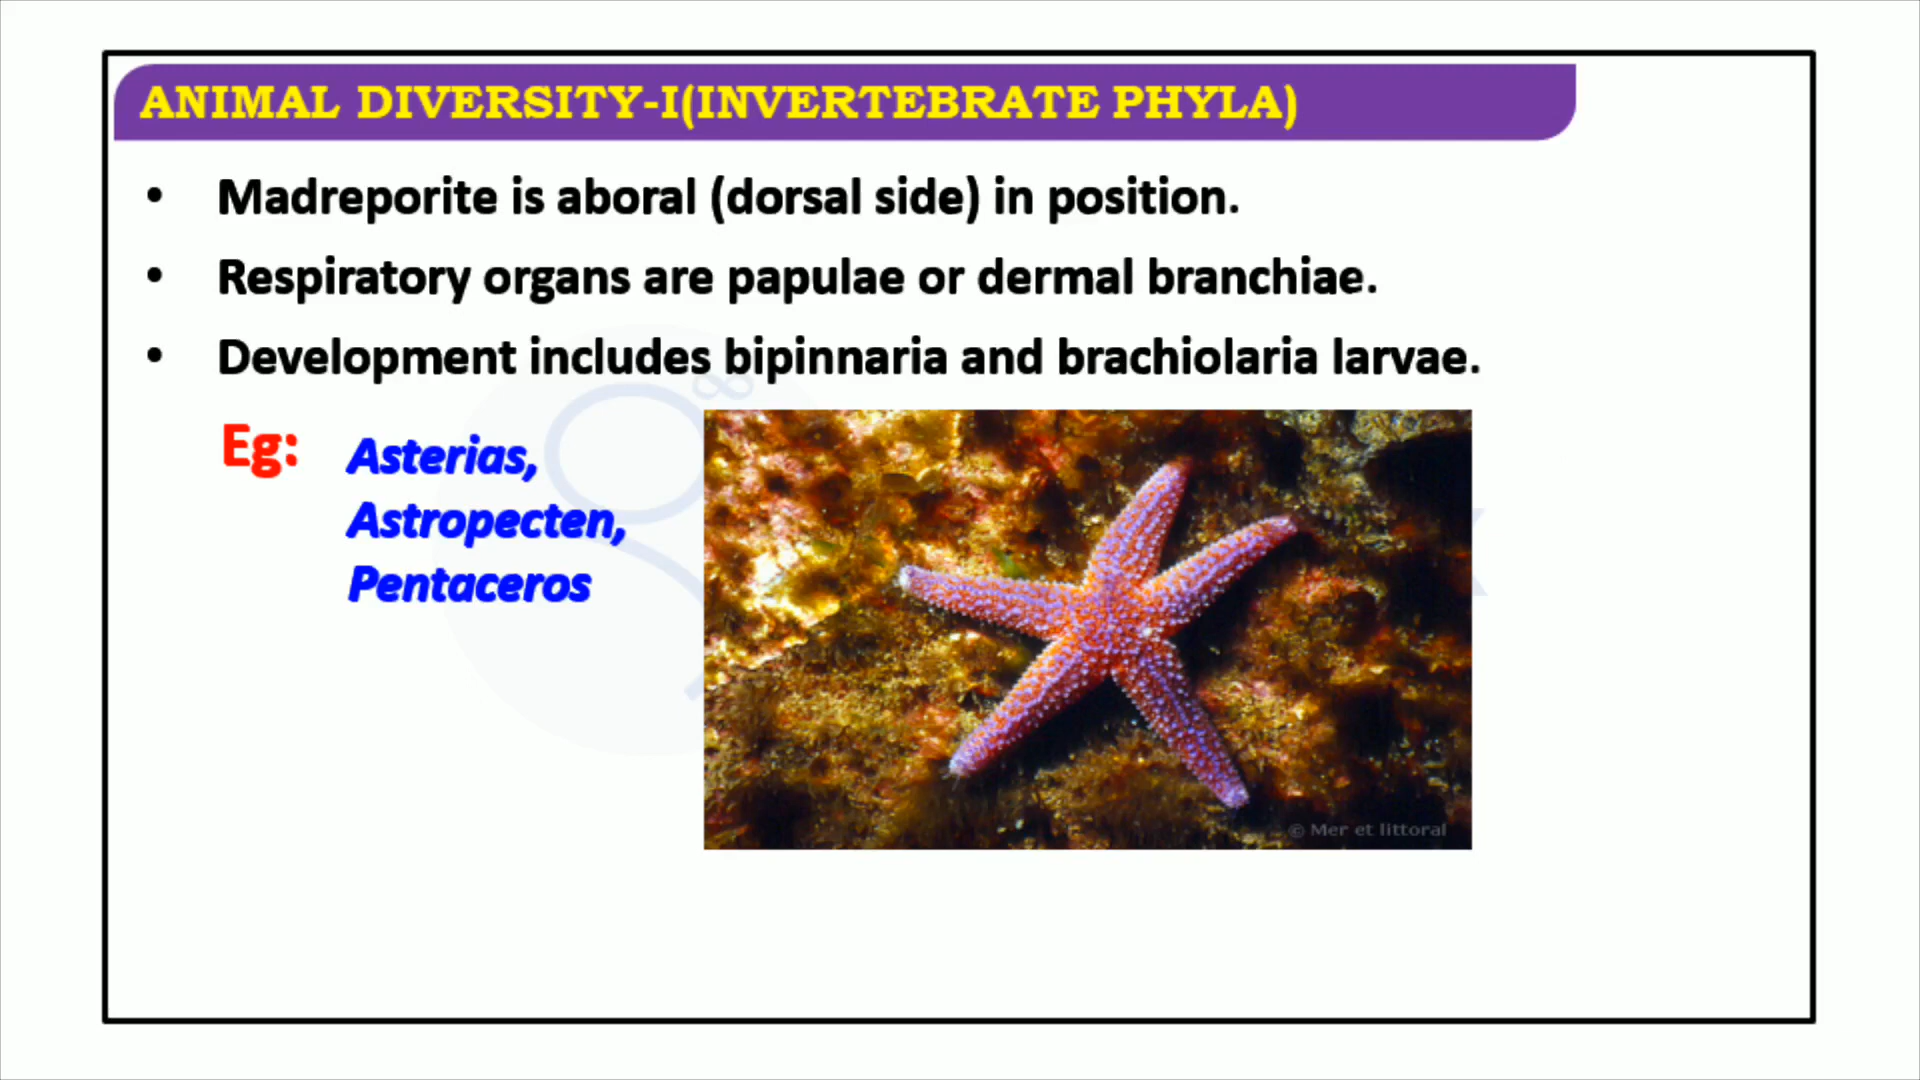 ANIMAL DIVERSITY-I(INVERTEBRATE PHYLA)
• Madreporite is aboral (dorsal side) in position.
• Respiratory organs are papulae or dermal branchiae.
• Development includes bipinnaria and brachiolaria larvae.
Eg: Asterias,
Astropecten,
Pentaceros
© Mer et littoral